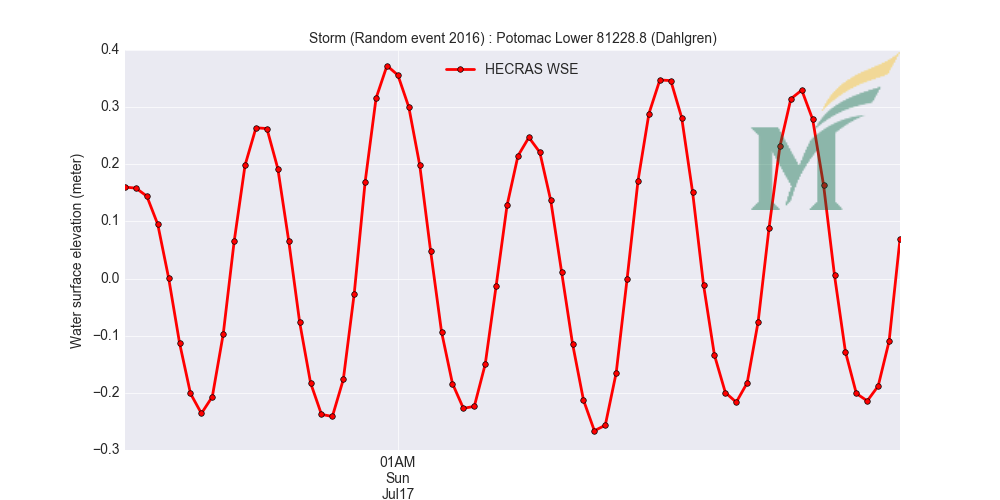 Storm (Random event 2016) : Potomac Lower 81228.8 (Dahlgren)
HECRAS WSE
Water surface elevation (meter)
0.4
0.3
0.2
0.1
0.0
−0.1
−0.2
−0.3
01AM
Sun
Jul17
M